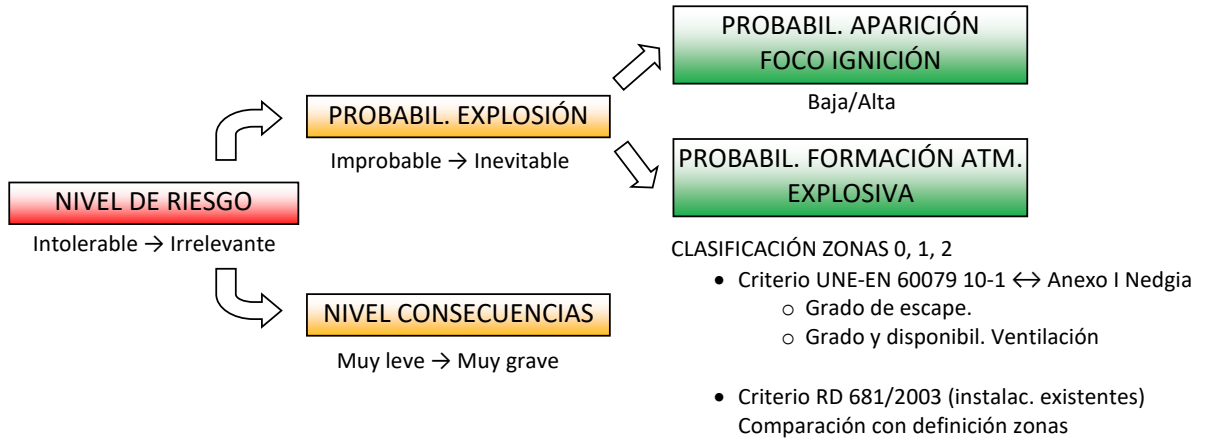 PROBABIL. APARICIÓN
FOCO IGNICIÓN
Baja/Alta
PROBABIL. EXPLOSIÓN
Improbable → Inevitable
PROBABIL. FORMACIÓN ATM.
EXPLOSIVA
NIVEL DE RIESGO
Intolerable → Irrelevante
CLASIFICACIÓN ZONAS 0, 1, 2
• Criterio UNE-EN 60079 10-1 ↔ Anexo I Nedgia
o Grado de escape.
o Grado y disponibil. Ventilación
NIVEL CONSECUENCIAS
Muy leve → Muy grave
• Criterio RD 681/2003 (instalac. existentes)
Comparación con definición zonas